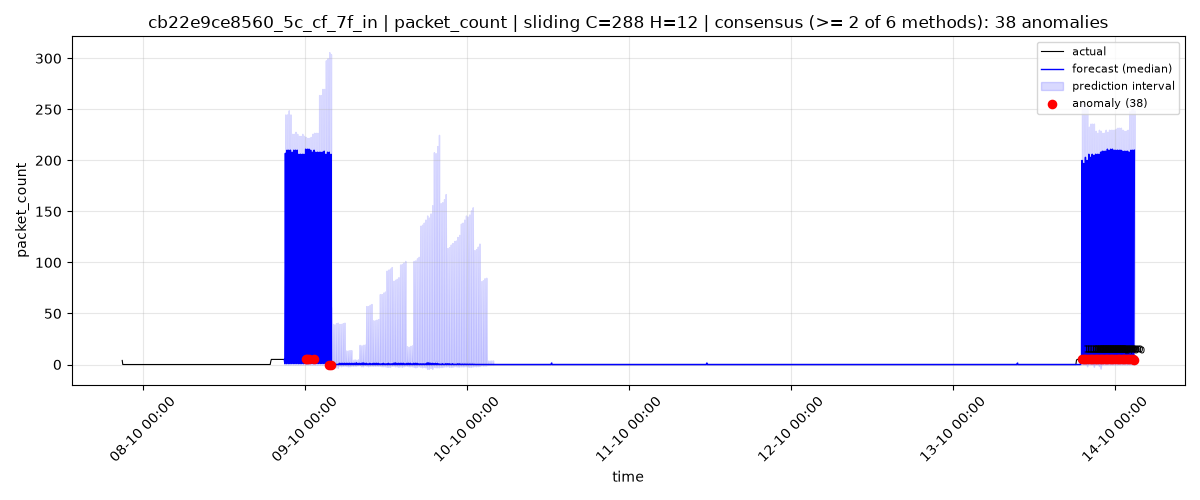 cb22e9ce8560_5c_cf_7f_in | packet_count | sliding C=288 H=12 | consensus (>= 2 of 6 methods): 38 anomalies
actual
forecast (median)
prediction interval
anomaly (38)
300
250
200
150
100
50
0
packet_count
08-10 00:00
09-10 00:00
10-10 00:00
11-10 00:00
12-10 00:00
13-10 00:00
14-10 00:00
time